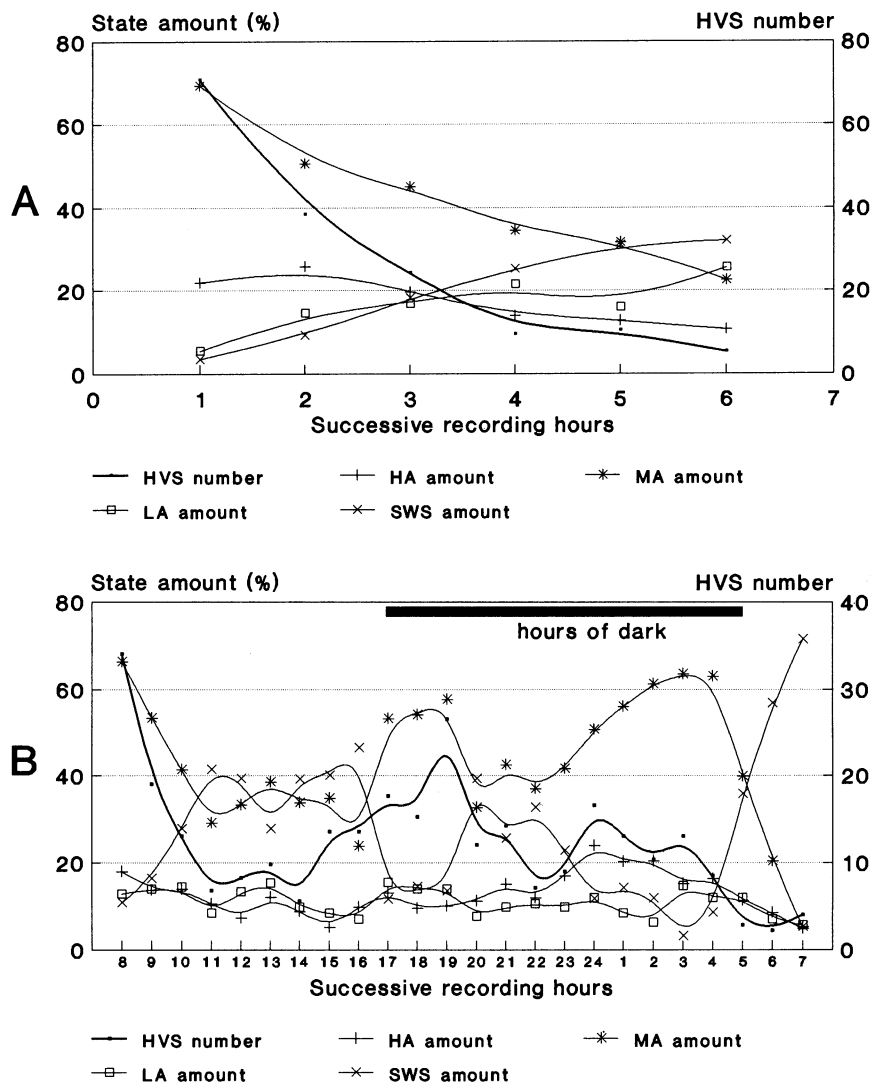 State amount (%) HVS number
80 80
60 60
A
40 40
20 20
0 0
0 1 2 3 4 5 6 7
Successive recording hours
HVS number HA amount MA amount
LA amount SWS amount
State amount (%) HVS number
80 40
hours of dark
60 30
B
40 20
20 10
0 0
8 9 10 11 12 13 14 15 16 17 18 19 20 21 22 23 24 1 2 3 4 5 6 7
Successive recording hours
HVS number HA amount MA amount
LA amount SWS amount